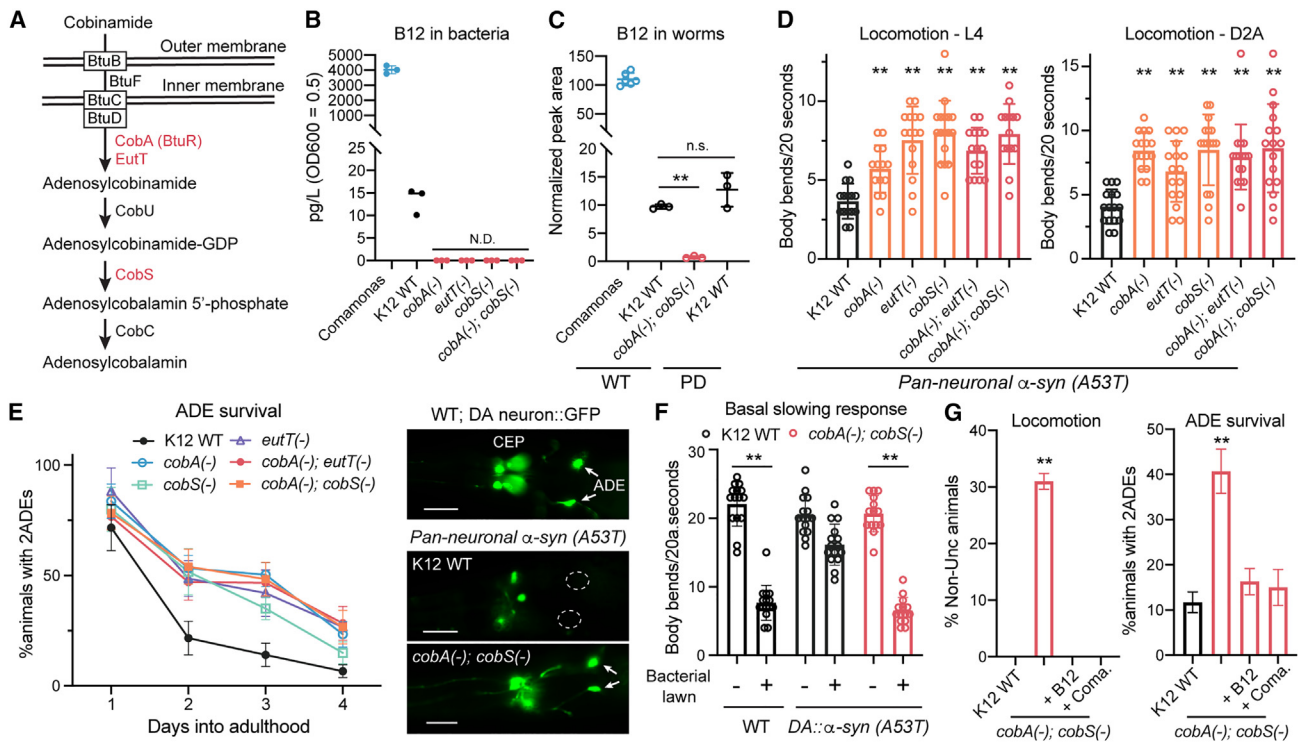 A
Cobinamide
BtuB
Outer membrane
BtuF
Inner membrane
BtuC
BtuD
CobA (BtuR)
EutT
Adenosylcobinamide
CobU
Adenosylcobinamide-GDP
CobS
Adenosylcobalamin 5'-phosphate
CobC
Adenosylcobalamin
B
B12 in bacteria
pg/L (OD600 = 0.5)
5000
4000
3000
2000
1000
25
20
15
10
5
0
N.D.
Comamonas
K12 WT
cobA(-)
eutT(-)
cobS(-)
cobA(-); cobS(-)
C
B12 in worms
Normalized peak area
150
100
50
20
15
10
5
0
n.s.
**
Comamonas
K12 WT
cobA(-); cobS(-)
K12 WT
WT
PD
D
Locomotion - L4
Body bends/20 seconds
10
5
0
** ** ** ** **
K12 WT
cobA(-)
eutT(-)
cobS(-)
cobA(-); eutT(-)
cobA(-); cobS(-)
Locomotion - D2A
Body bends/20 seconds
15
10
5
0
** ** ** ** **
K12 WT
cobA(-)
eutT(-)
cobS(-)
cobA(-); eutT(-)
cobA(-); cobS(-)
Pan-neuronal α-syn (A53T)
E
ADE survival
K12 WT
eutT(-)
cobA(-)
cobA(-); eutT(-)
cobS(-)
cobA(-); cobS(-)
%animals with 2ADEs
100
50
0
1 2 3 4
Days into adulthood
WT; DA neuron::GFP
CEP
ADE
Pan-neuronal α-syn (A53T)
K12 WT
cobA(-); cobS(-)
F
Basal slowing response
K12 WT
cobA(-); cobS(-)
Body bends/20a.seconds
30
20
10
0
** **
Bacterial lawn
- + - + - +
WT
DA::α-syn (A53T)
G
Locomotion
% Non-Unc animals
40
30
20
10
0
**
K12 WT
+ B12
+ Coma.
cobA(-); cobS(-)
ADE survival
%animals with 2ADEs
50
40
30
20
10
0
**
K12 WT
+ B12
+ Coma.
cobA(-); cobS(-)